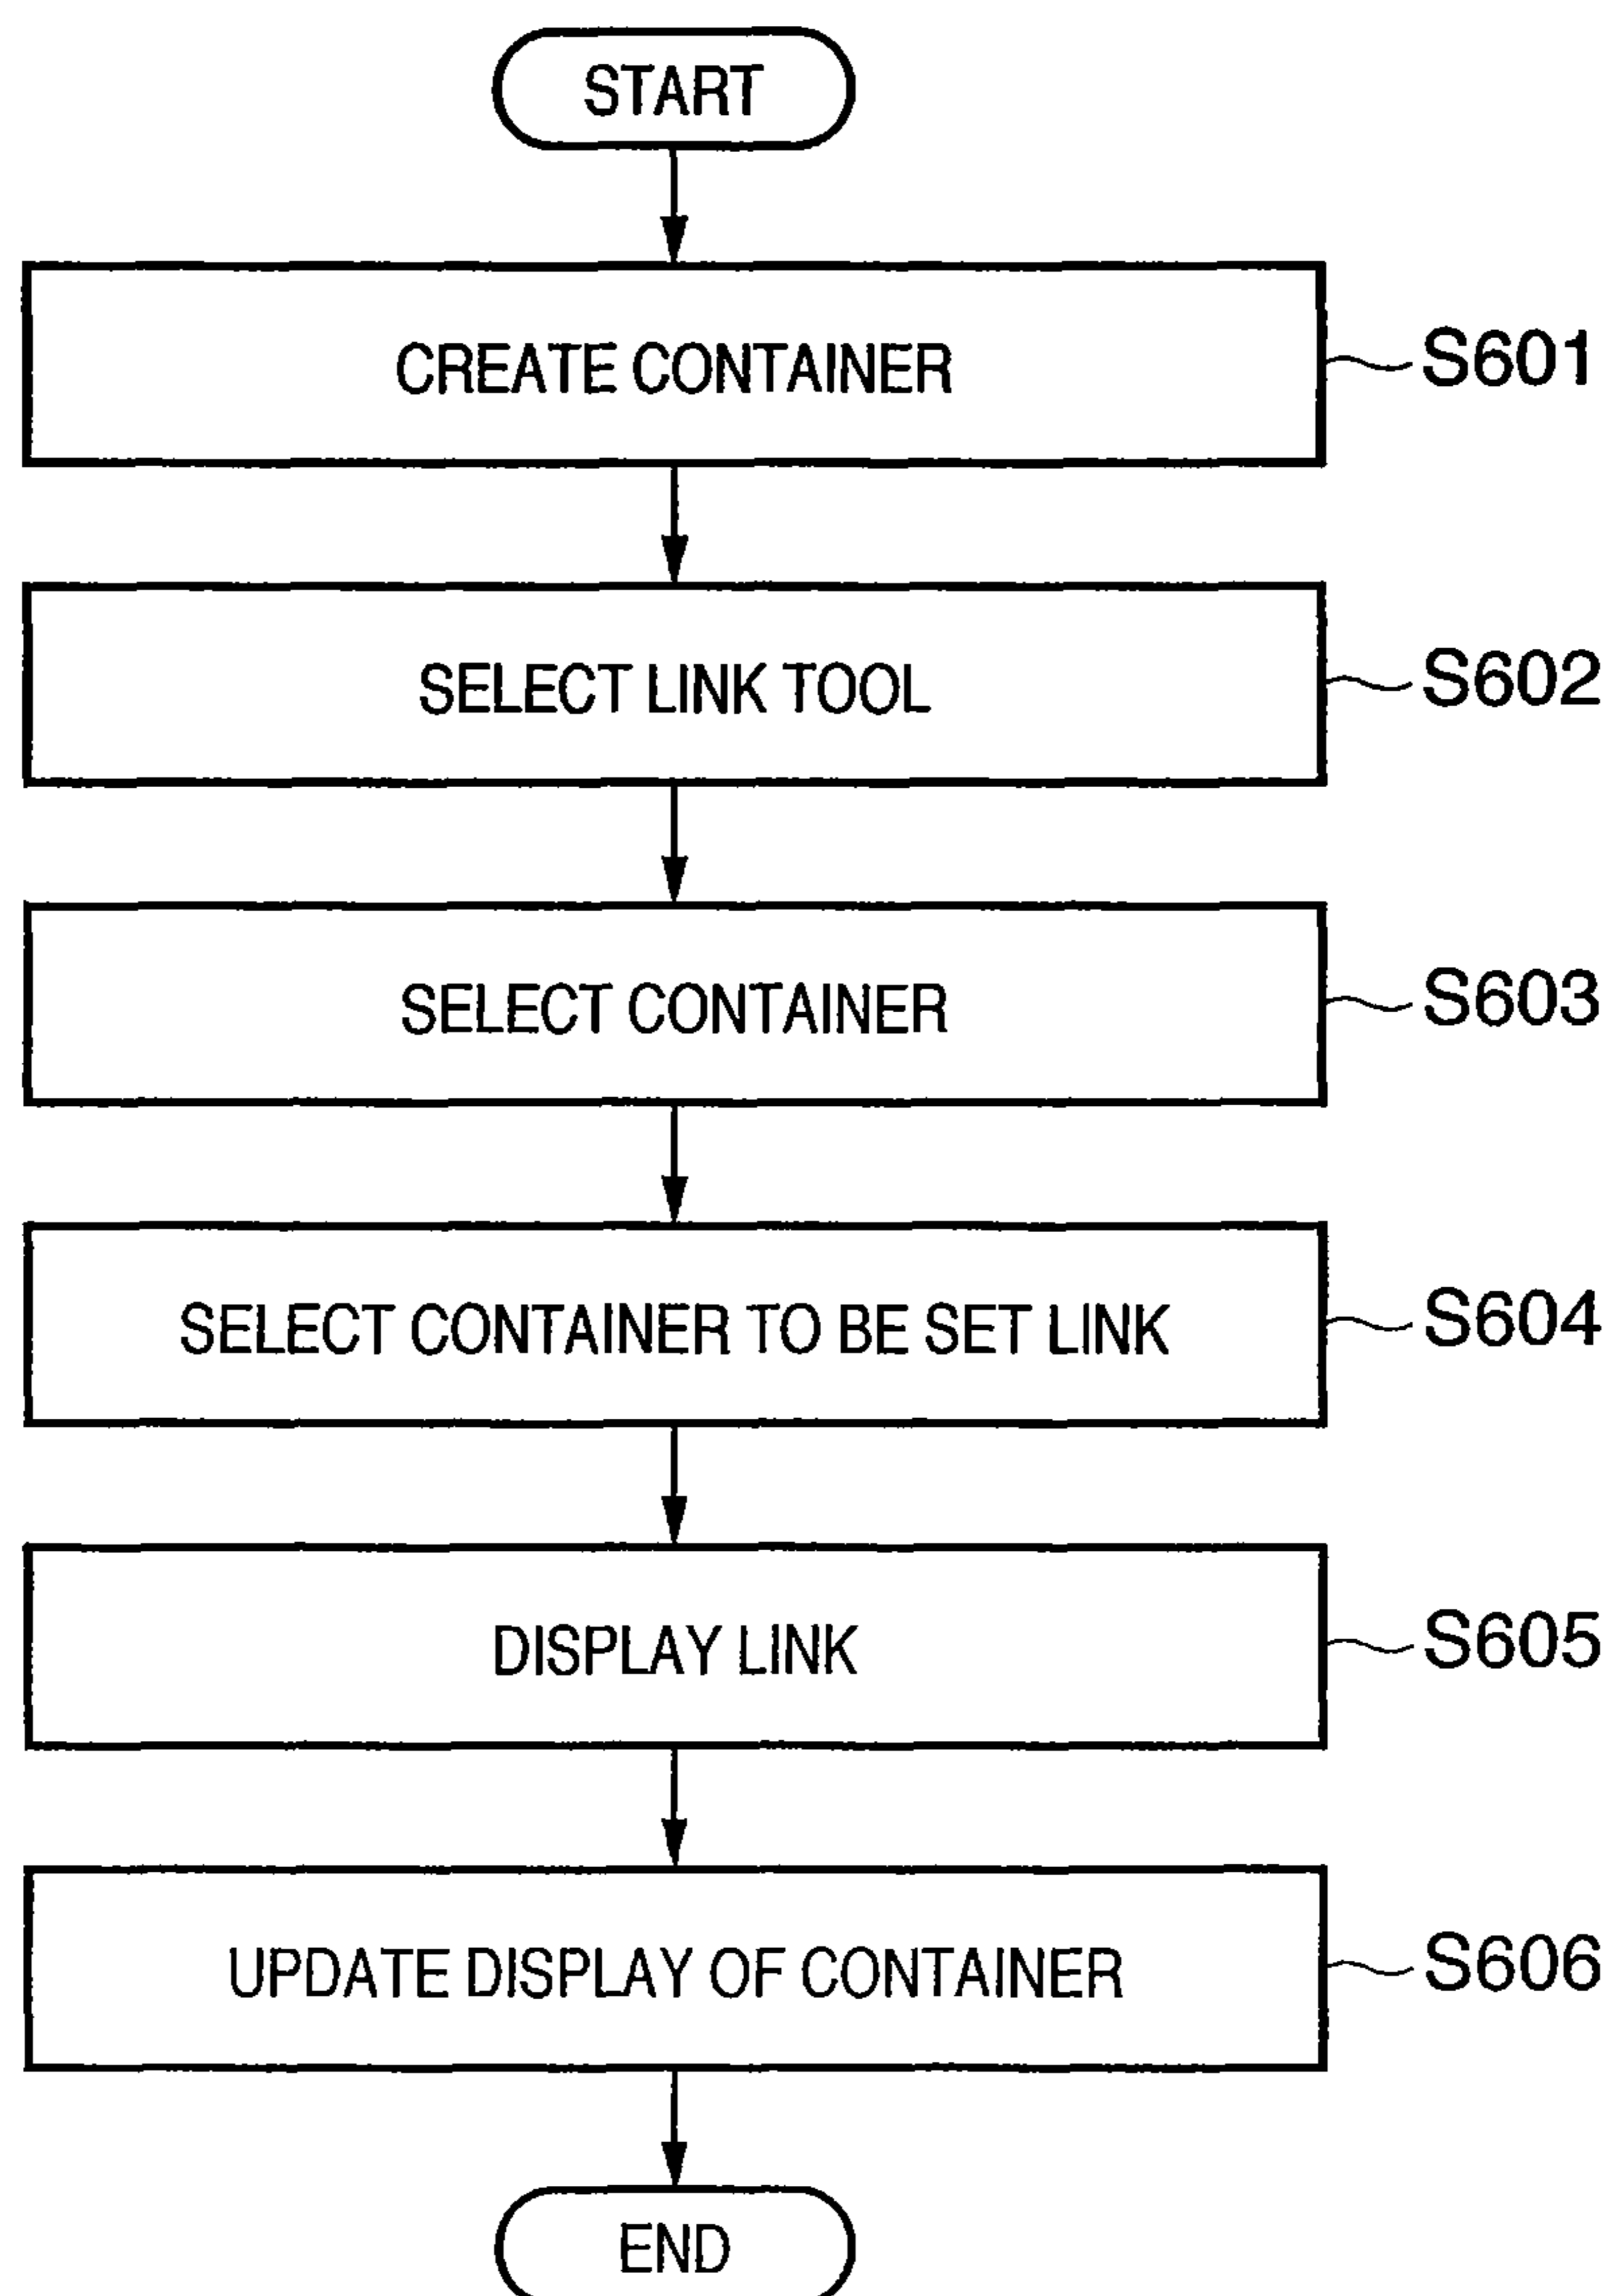 START
CREATE CONTAINER
S601
SELECT LINK TOOL
S602
SELECT CONTAINER
S603
SELECT CONTAINER TO BE SET LINK
S604
DISPLAY LINK
S605
UPDATE DISPLAY OF CONTAINER
S606
END